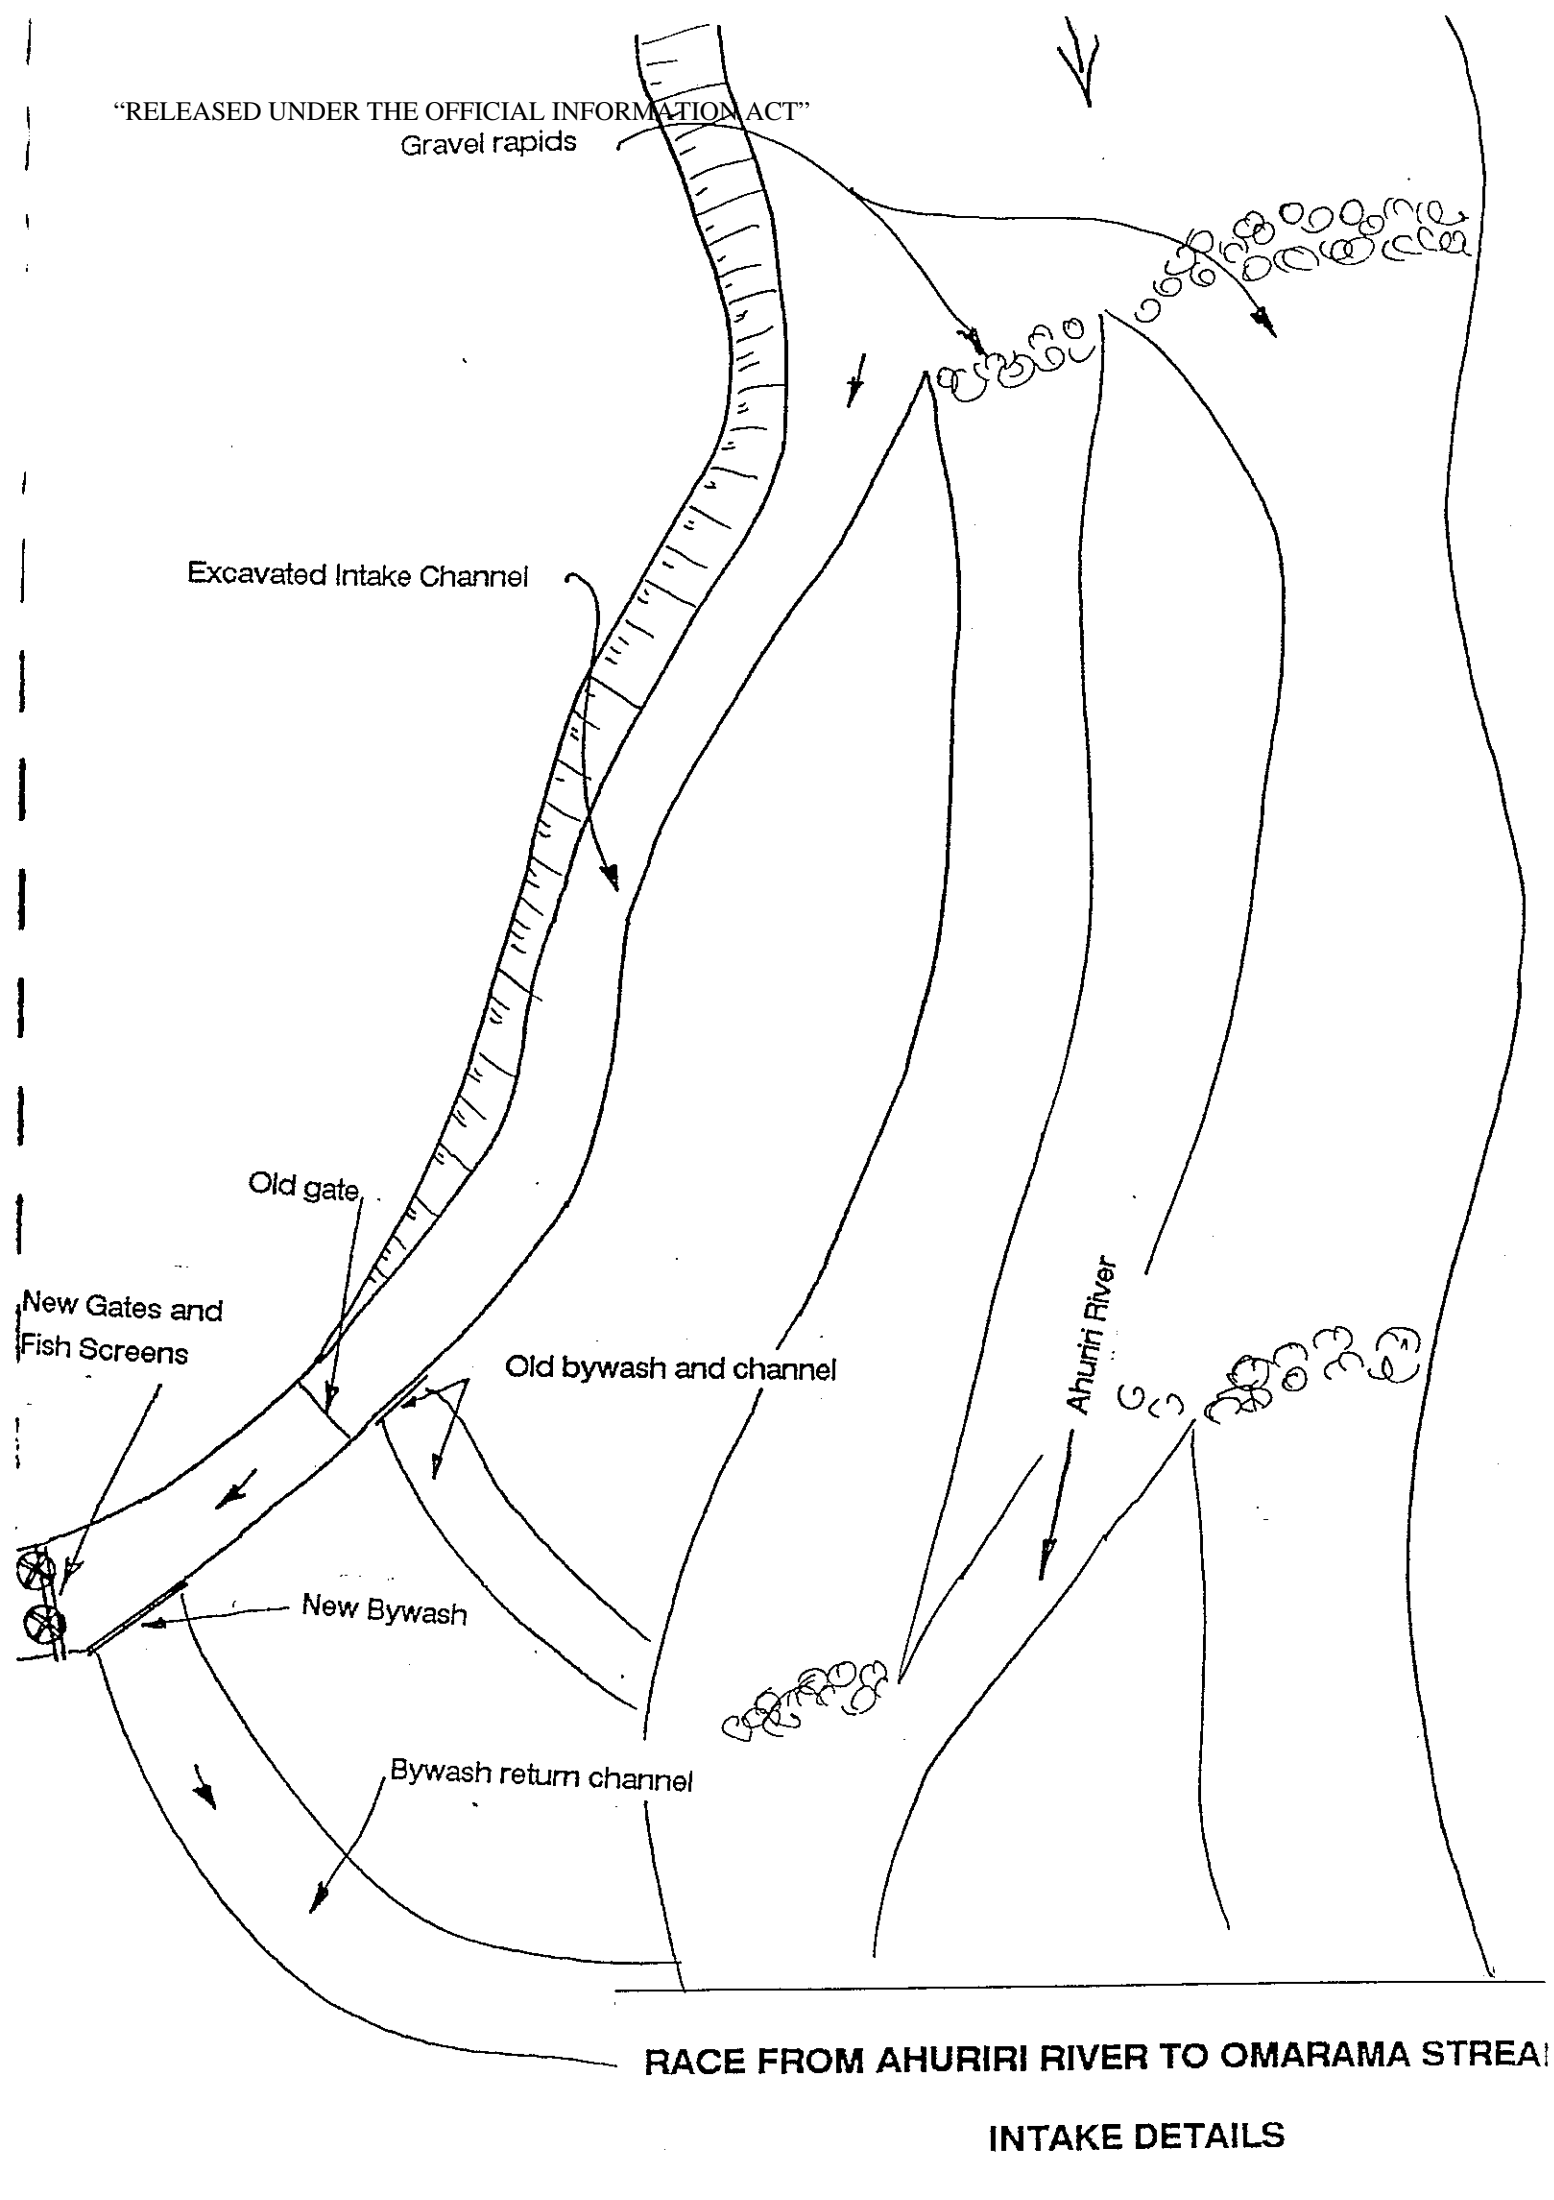 “RELEASED UNDER THE OFFICIAL INFORMATION ACT”
Gravel rapids
Excavated Intake Channel
Old gate
New Gates and
Fish Screens
Old bywash and channel
Ahuriri River
New Bywash
Bywash return channel
RACE FROM AHURIRI RIVER TO OMARAMA STREA
INTAKE DETAILS